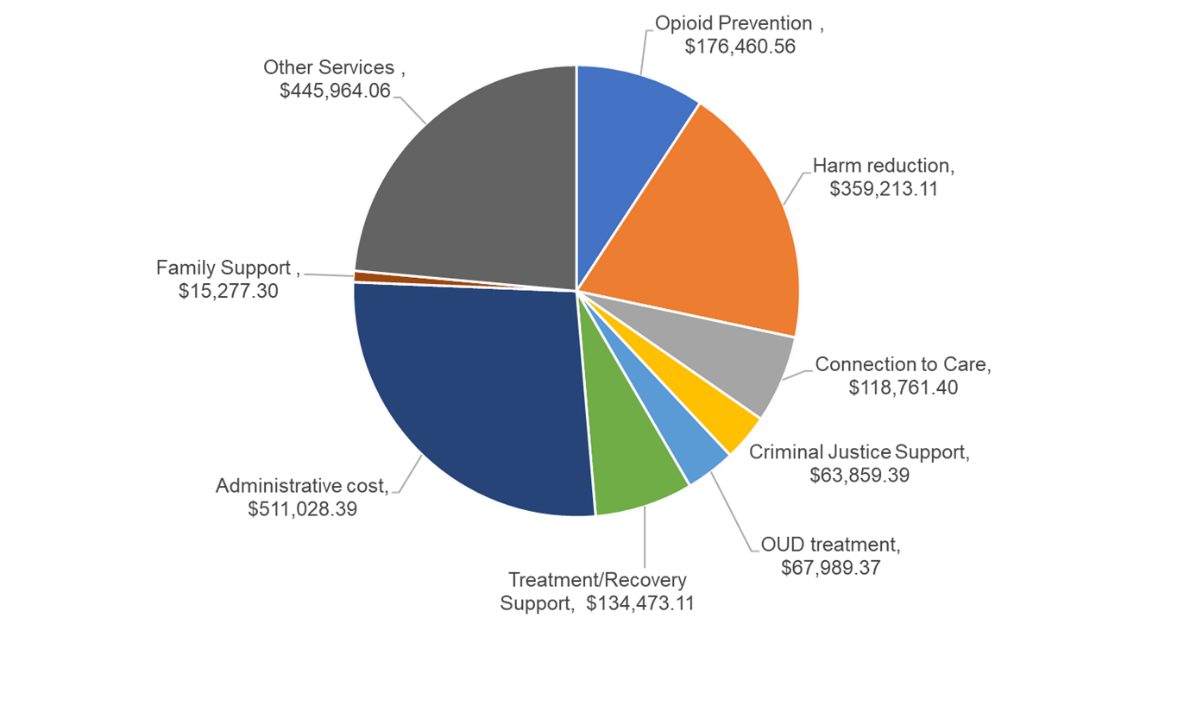 Opioid Prevention ,
$176,460.56
Other Services ,
$445,964.06
Harm reduction,
$359,213.11
Family Support ,
$15,277.30
Connection to Care,
$118,761.40
Criminal Justice Support,
$63,859.39
Administrative cost,
$511,028.39
OUD treatment,
$67,989.37
Treatment/Recovery
Support, $134,473.11